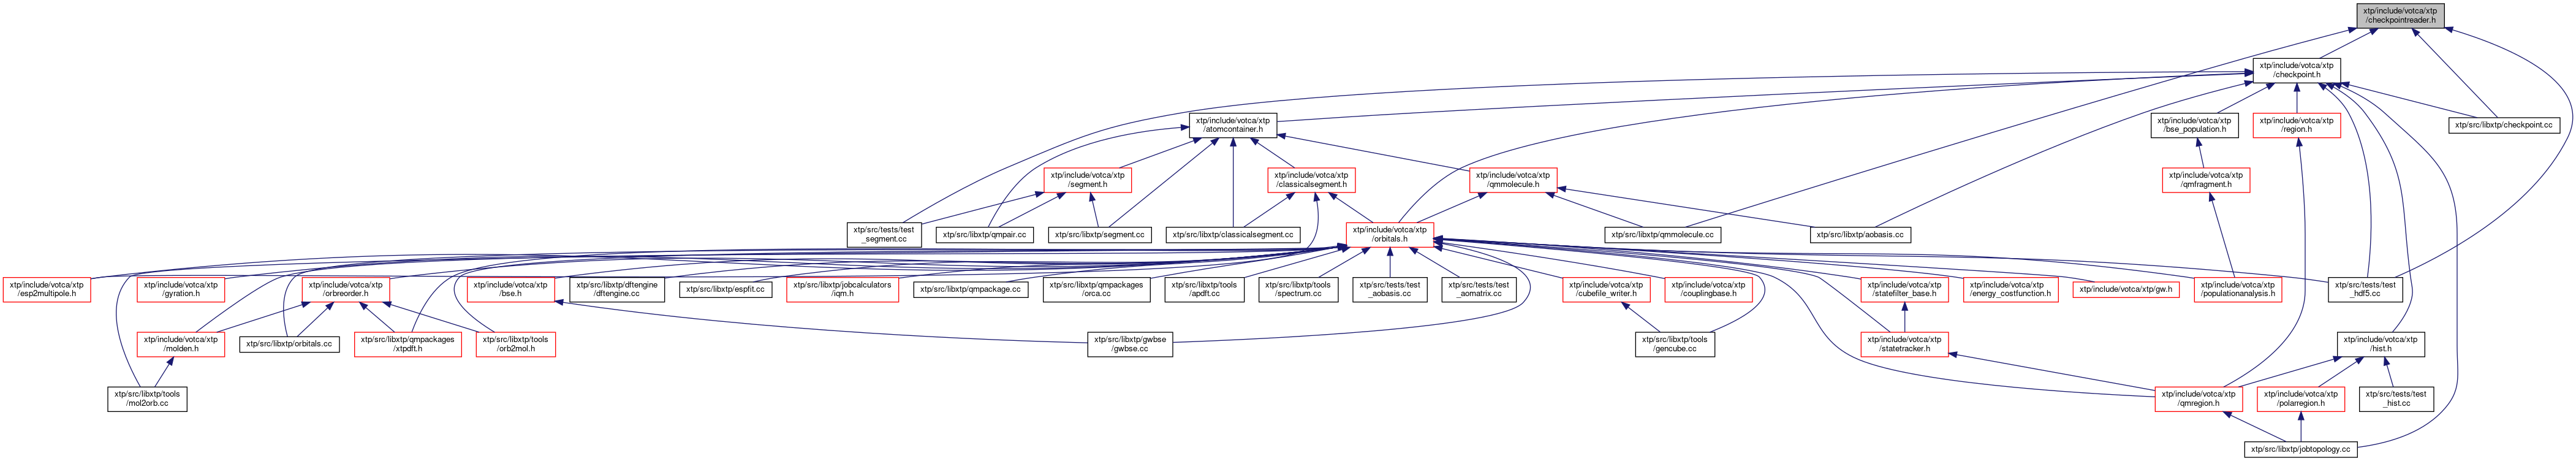 xtp/include/votca/xtp
/checkpointreader.h
xtp/include/votca/xtp
/checkpoint.h
xtp/include/votca/xtp
/atomcontainer.h
xtp/include/votca/xtp
/bse_population.h
xtp/include/votca/xtp
/region.h
xtp/src/libxtp/checkpoint.cc
xtp/include/votca/xtp
/segment.h
xtp/include/votca/xtp
/classicalsegment.h
xtp/include/votca/xtp
/qmmolecule.h
xtp/include/votca/xtp
/qmfragment.h
xtp/src/tests/test
_segment.cc
xtp/src/libxtp/qmpair.cc
xtp/src/libxtp/segment.cc
xtp/src/libxtp/classicalsegment.cc
xtp/include/votca/xtp
/orbitals.h
xtp/src/libxtp/qmmolecule.cc
xtp/src/libxtp/aobasis.cc
xtp/include/votca/xtp
/esp2multipole.h
xtp/include/votca/xtp
/gyration.h
xtp/include/votca/xtp
/orbreorder.h
xtp/include/votca/xtp
/bse.h
xtp/src/libxtp/dftengine
/dftengine.cc
xtp/src/libxtp/espfit.cc
xtp/src/libxtp/jobcalculators
/iqm.h
xtp/src/libxtp/qmpackage.cc
xtp/src/libxtp/qmpackages
/orca.cc
xtp/src/libxtp/tools
/apdft.cc
xtp/src/libxtp/tools
/spectrum.cc
xtp/src/tests/test
_aobasis.cc
xtp/src/tests/test
_aomatrix.cc
xtp/include/votca/xtp
/cubefile_writer.h
xtp/include/votca/xtp
/couplingbase.h
xtp/include/votca/xtp
/statefilter_base.h
xtp/include/votca/xtp
/energy_costfunction.h
xtp/include/votca/xtp/gw.h
xtp/include/votca/xtp
/populationanalysis.h
xtp/src/tests/test
_hdf5.cc
xtp/include/votca/xtp
/molden.h
xtp/src/libxtp/orbitals.cc
xtp/src/libxtp/qmpackages
/xtpdft.h
xtp/src/libxtp/tools
/orb2mol.h
xtp/src/libxtp/gwbse
/gwbse.cc
xtp/src/libxtp/tools
/gencube.cc
xtp/include/votca/xtp
/statetracker.h
xtp/include/votca/xtp
/hist.h
xtp/src/libxtp/tools
/mol2orb.cc
xtp/include/votca/xtp
/qmregion.h
xtp/include/votca/xtp
/polarregion.h
xtp/src/tests/test
_hist.cc
xtp/src/libxtp/jobtopology.cc